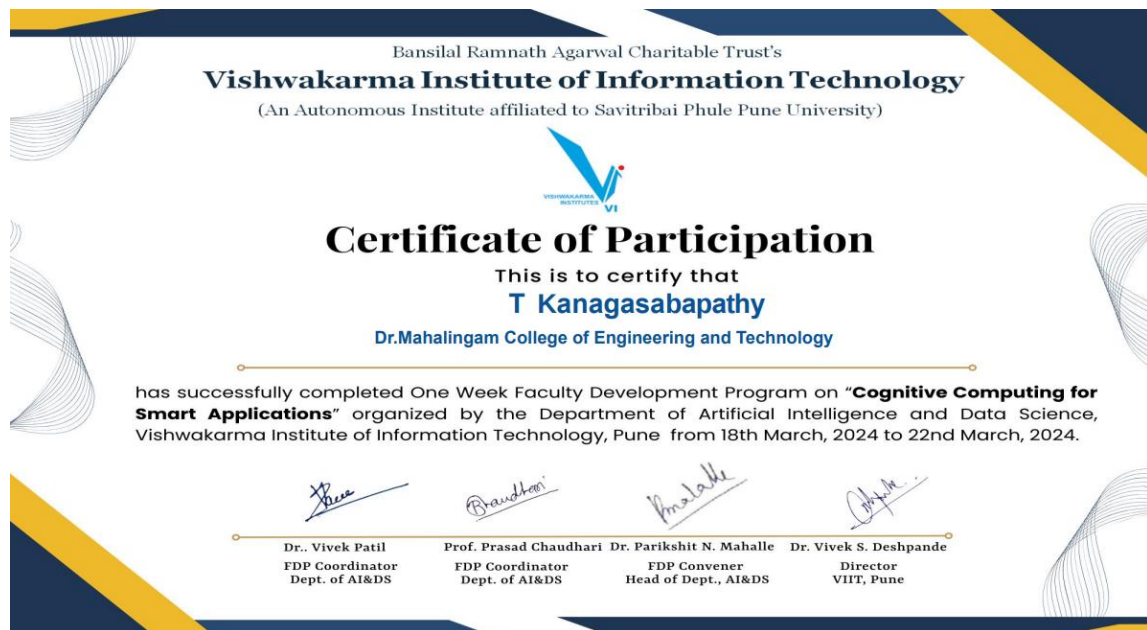 Bansilal Ramnath Agarwal Charitable Trust's
Vishwakarma Institute of Information Technology
(An Autonomous Institute affiliated to Savitribai Phule Pune University)
VISHWAKARMA
INSTITUTES
VI
Certificate of Participation
This is to certify that
T Kanagasabapathy
Dr.Mahalingam College of Engineering and Technology
has successfully completed One Week Faculty Development Program on “Cognitive Computing for
Smart Applications” organized by the Department of Artificial Intelligence and Data Science,
Vishwakarma Institute of Information Technology, Pune from 18th March, 2024 to 22nd March, 2024.
Dr.. Vivek Patil Prof. Prasad Chaudhari Dr. Parikshit N. Mahalle Dr. Vivek S. Deshpande
FDP Coordinator FDP Coordinator FDP Convener Director
Dept. of AI&DS Dept. of AI&DS Head of Dept., AI&DS VIIT, Pune